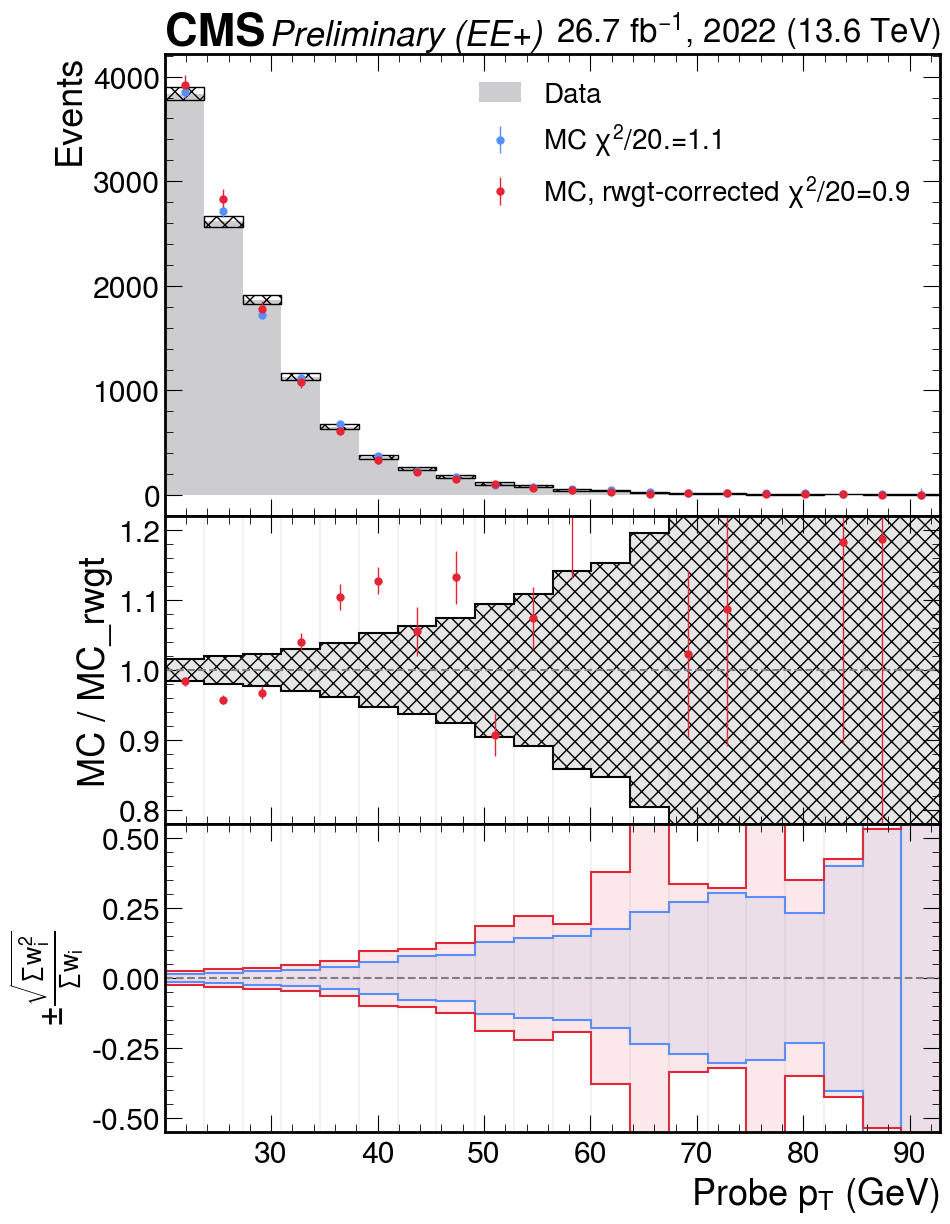 CMS Preliminary (EE+) 26.7 fb⁻¹, 2022 (13.6 TeV)
Events
4000
3000
2000
1000
0
Data
MC χ²/20.=1.1
MC, rwgt-corrected χ²/20=0.9
MC / MC_rwgt
1.2
1.1
1.0
0.9
0.8
±√Σwᵢ²/Σwᵢ
0.50
0.25
0.00
-0.25
-0.50
30 40 50 60 70 80 90
Probe p_T (GeV)